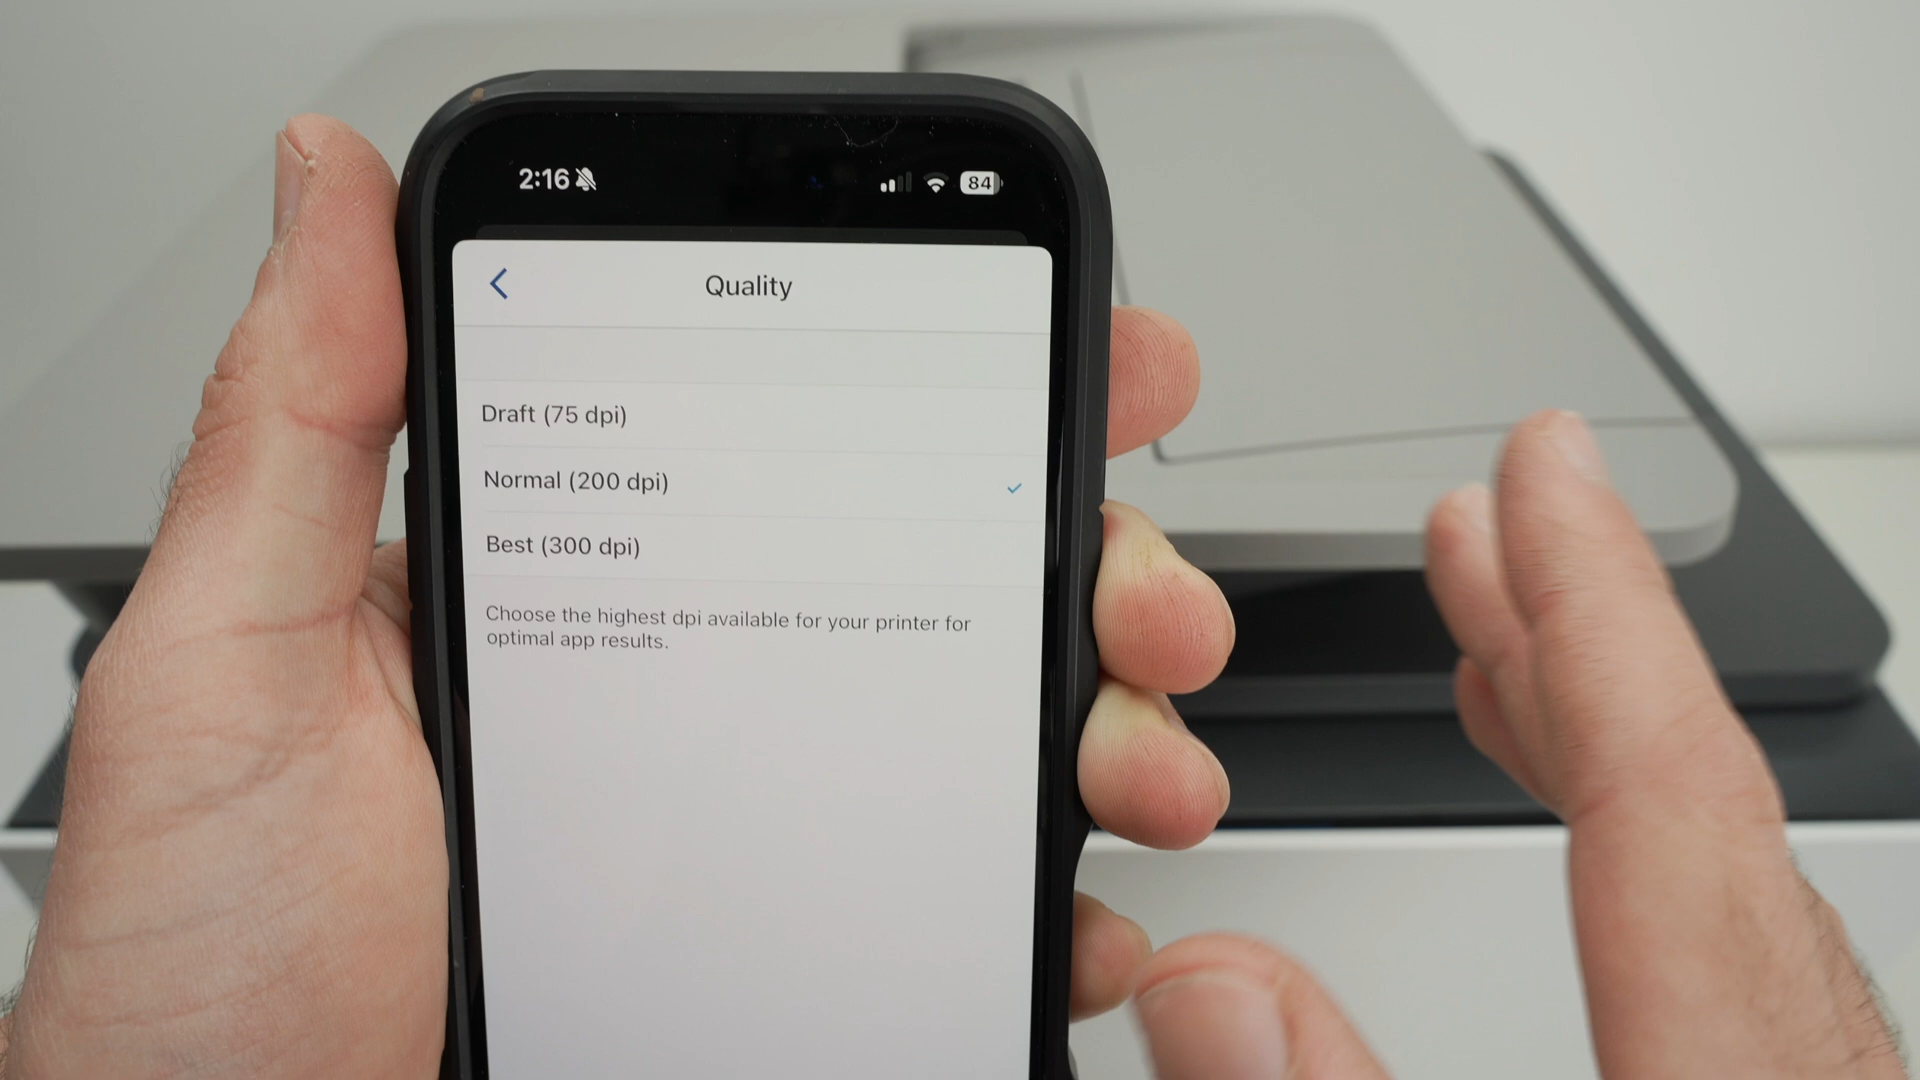 2:16
84
Quality
Draft (75 dpi)
Normal (200 dpi)
Best (300 dpi)
Choose the highest dpi available for your printer for
optimal app results.